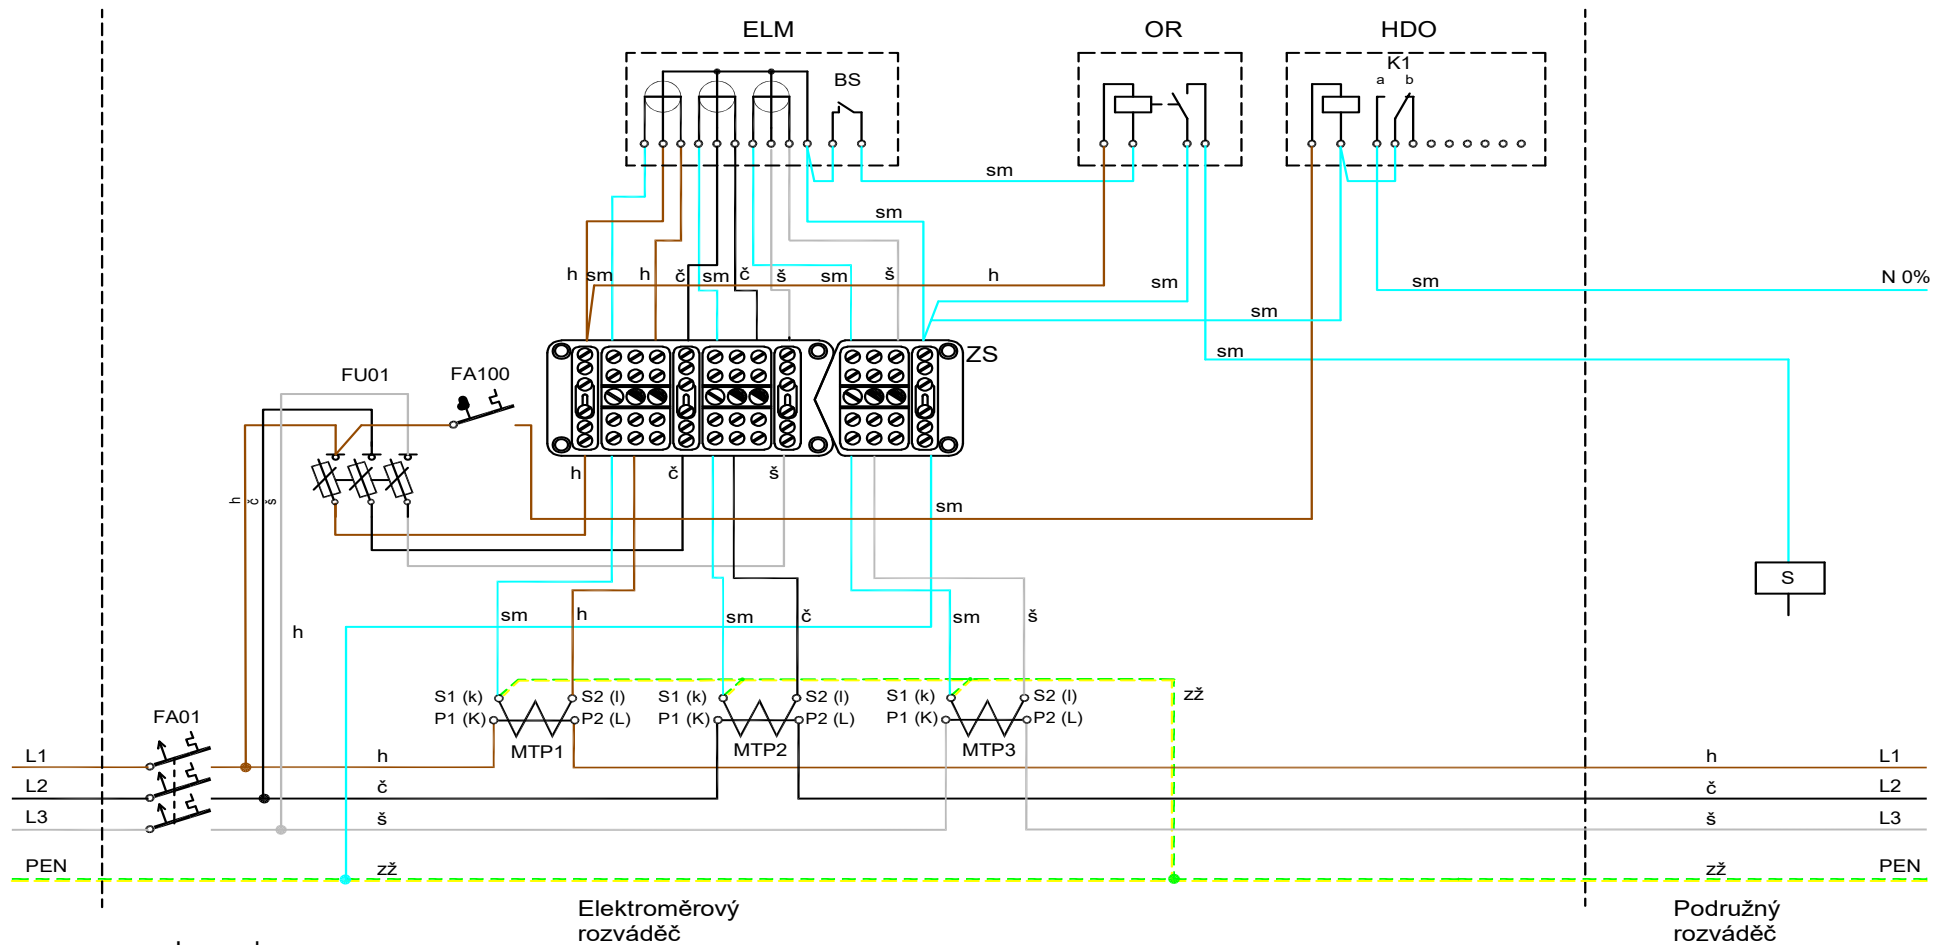 ELM OR HDO
BS K1
a b
sm
sm
h sm h č sm č š sm š h sm sm N 0%
sm
sm
ZS
FU01 FA100
h č š
h č š
sm
sm h sm č sm š
h
S
S1 (k) S2 (l) S1 (k) S2 (l) S1 (k) S2 (l) zž
P1 (K) P2 (L) P1 (K) P2 (L) P1 (K) P2 (L)
FA01
MTP1 MTP2 MTP3
L1 h h L1
L2 č č L2
L3 š š L3
PEN zž zž PEN
Elektroměrový
rozváděč
Podružný
rozváděč